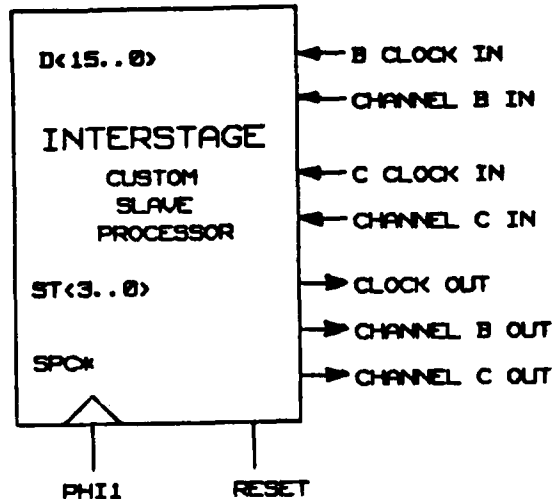 D<15..0>
B CLOCK IN
CHANNEL B IN
INTERSTAGE
CUSTOM
SLAVE
PROCESSOR
C CLOCK IN
CHANNEL C IN
ST<3..0>
CLOCK OUT
CHANNEL B OUT
SPC*
CHANNEL C OUT
PHI1
RESET